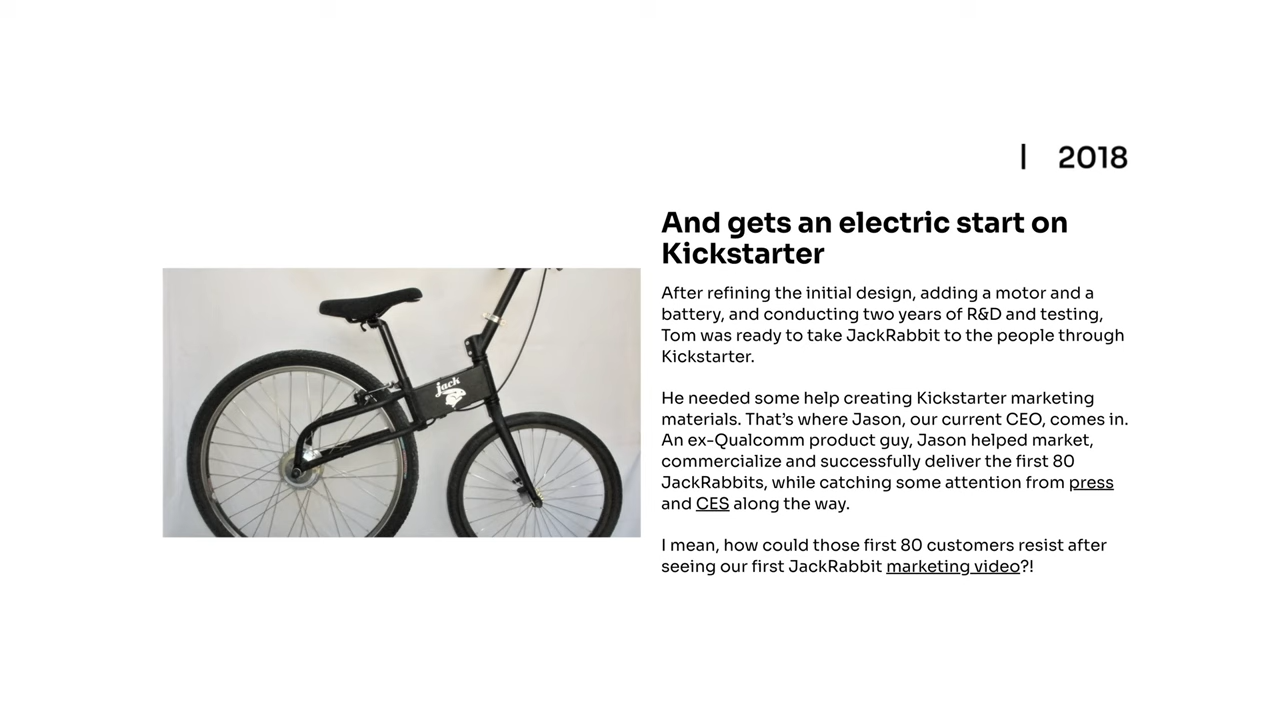 | 2018
And gets an electric start on
Kickstarter
After refining the initial design, adding a motor and a
battery, and conducting two years of R&D and testing,
Tom was ready to take JackRabbit to the people through
Kickstarter.
He needed some help creating Kickstarter marketing
materials. That’s where Jason, our current CEO, comes in.
An ex-Qualcomm product guy, Jason helped market,
commercialize and successfully deliver the first 80
JackRabbits, while catching some attention from press
and CES along the way.
I mean, how could those first 80 customers resist after
seeing our first JackRabbit marketing video?!
jack